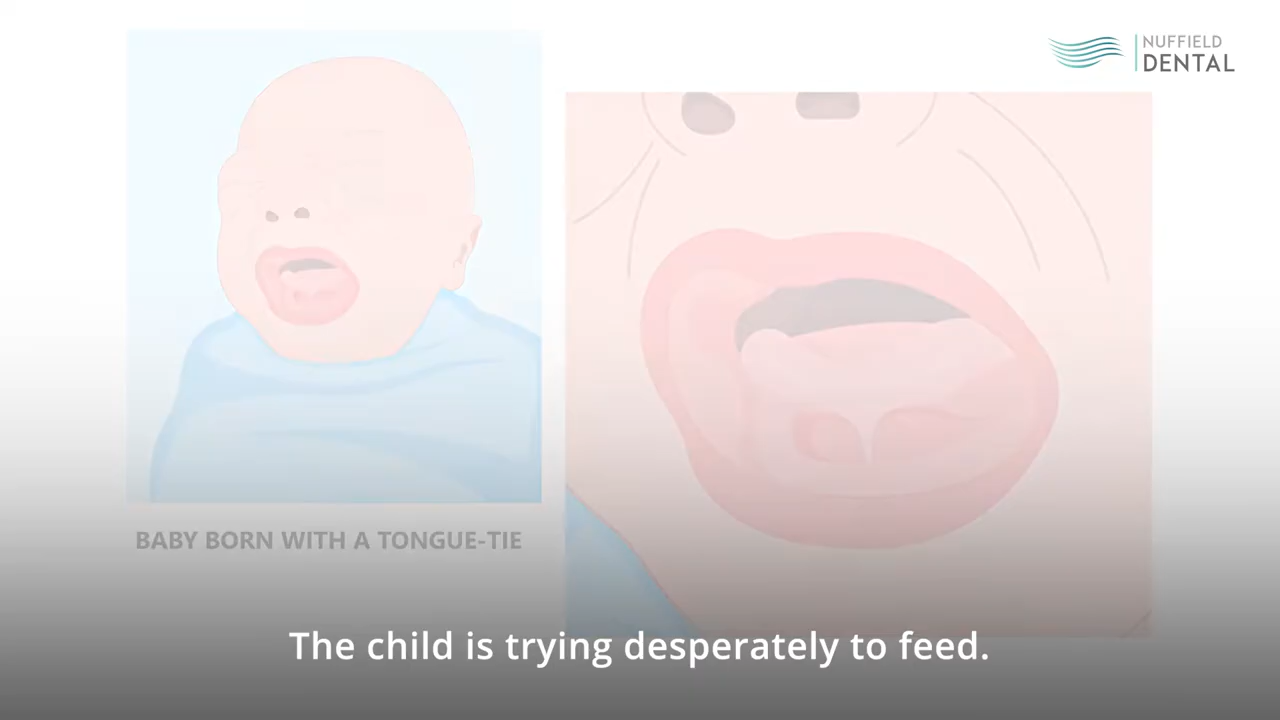 NUFFIELD
DENTAL
BABY BORN WITH A TONGUE-TIE
The child is trying desperately to feed.